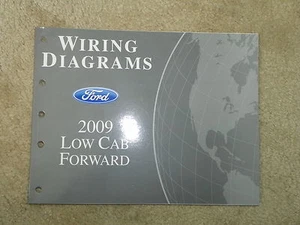 WIRING
DIAGRAMS
Ford
2009
LOW CAB
FORWARD